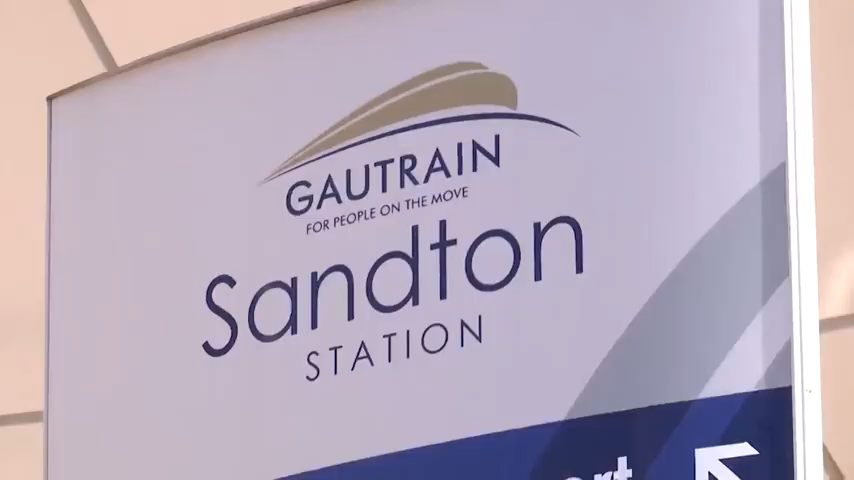 GAUTRAIN
FOR PEOPLE ON THE MOVE
Sandton
STATION